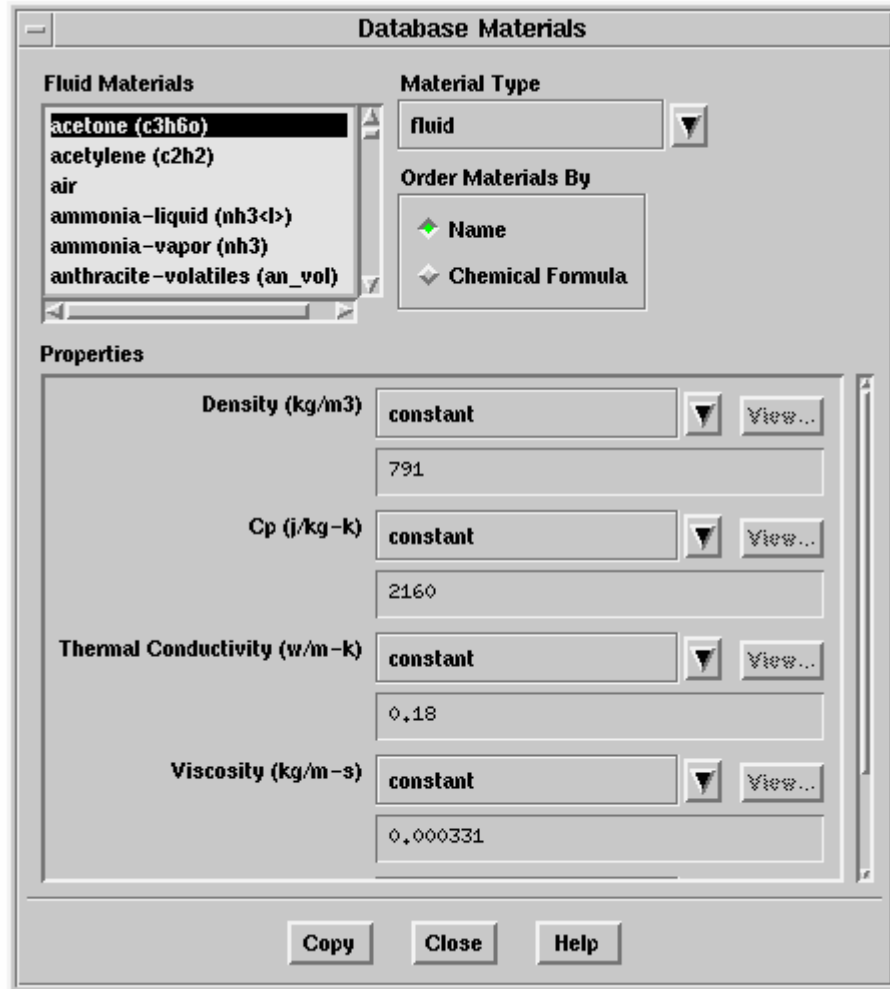 Database Materials
Fluid Materials
acetone (c3h6o)
acetylene (c2h2)
air
ammonia-liquid (nh3<l>)
ammonia-vapor (nh3)
anthracite-volatiles (an_vol)
Material Type
fluid
Order Materials By
Name
Chemical Formula
Properties
Density (kg/m3)
constant
View...
791
Cp (j/kg-k)
constant
View...
2160
Thermal Conductivity (w/m-k)
constant
View...
0.18
Viscosity (kg/m-s)
constant
View...
0.000331
Copy
Close
Help